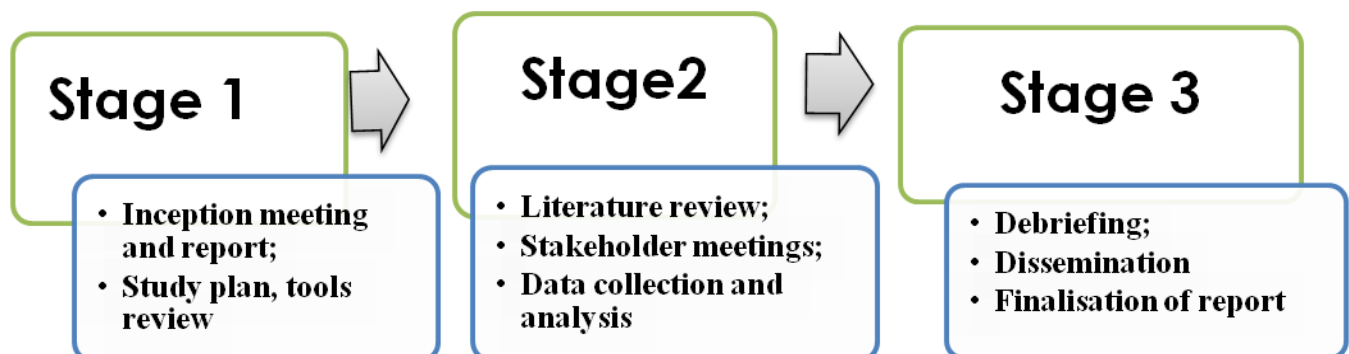 Stage 1
• Inception meeting
and report;
• Study plan, tools
review
Stage2
• Literature review;
• Stakeholder meetings;
• Data collection and
analysis
Stage 3
• Debriefing;
• Dissemination
• Finalisation of report